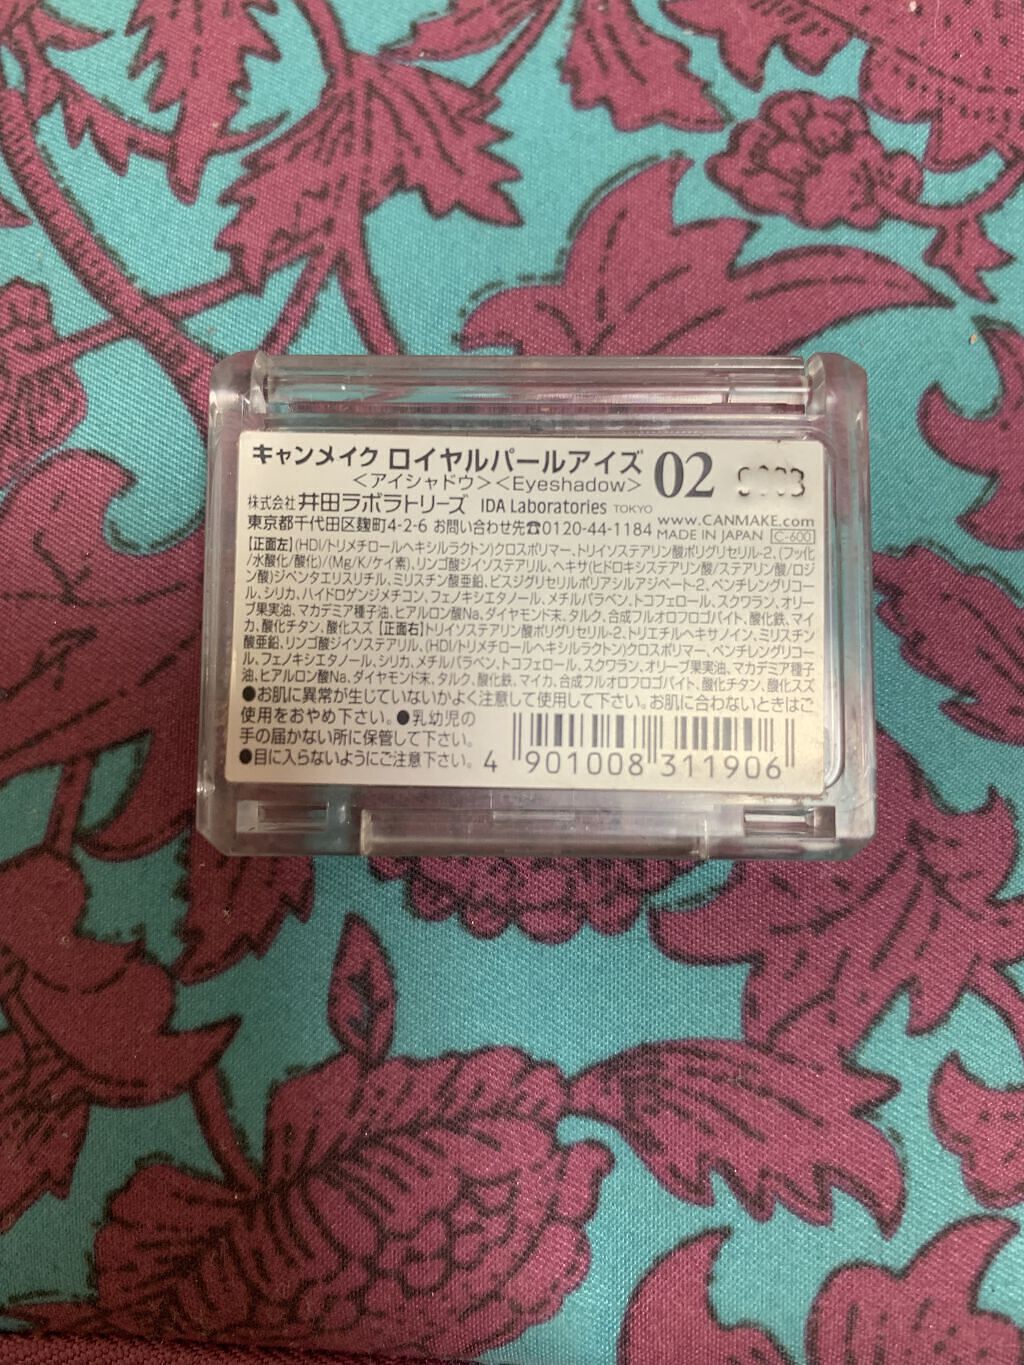 キャンメイク ロイヤルパールアイズ 02
<アイシャドウ><Eyeshadow>
株式会社 井田ラボラトリーズ IDA Laboratories TOKYO
東京都千代田区麹町4-2-6 お問い合わせ先☎0120-44-1184
www.CANMAKE.com
MADE IN JAPAN C-600
【正面左】(HDI/トリメチロールヘキシルラクトン)クロスポリマー、トリイソステアリン酸ポリグリセリル-2、(フッ化
/水酸化/酸化)/(Mg/K/ケイ素)、リンゴ酸ジイソステアリル、ヘキサ(ヒドロキシステアリン酸/ステアリン酸/ロジ
ン酸)ジペンタエリスリチル、ミリスチン酸亜鉛、ビスジグリセリルポリアシルアジペート-2、ペンチレングリコー
ル、シリカ、ハイドロゲンジメチコン、フェノキシエタノール、メチルパラベン、トコフェロール、スクワラン、オリー
ブ果実油、マカデミア種子油、ヒアルロン酸Na、ダイヤモンド末、タルク、合成フルオロフロゴパイト、酸化鉄、マイ
カ、酸化チタン、酸化スズ【正面右】トリイソステアリン酸ポリグリセリル-2、トリエチルヘキサノイン、ミリスチン
酸亜鉛、リンゴ酸ジイソステアリル、(HDI/トリメチロールヘキシルラクトン)クロスポリマー、ペンチレングリコー
ル、フェノキシエタノール、シリカ、メチルパラベン、トコフェロール、スクワラン、オリーブ果実油、マカデミア種子
油、ヒアルロン酸Na、ダイヤモンド末、タルク、酸化鉄、マイカ、合成フルオロフロゴパイト、酸化チタン、酸化スズ
●お肌に異常が生じていないかよく注意して使用して下さい。お肌に合わないときはご
使用をおやめ下さい。●乳幼児の
手の届かない所に保管して下さい。
●目に入らないようにご注意下さい。
4 901008 311906